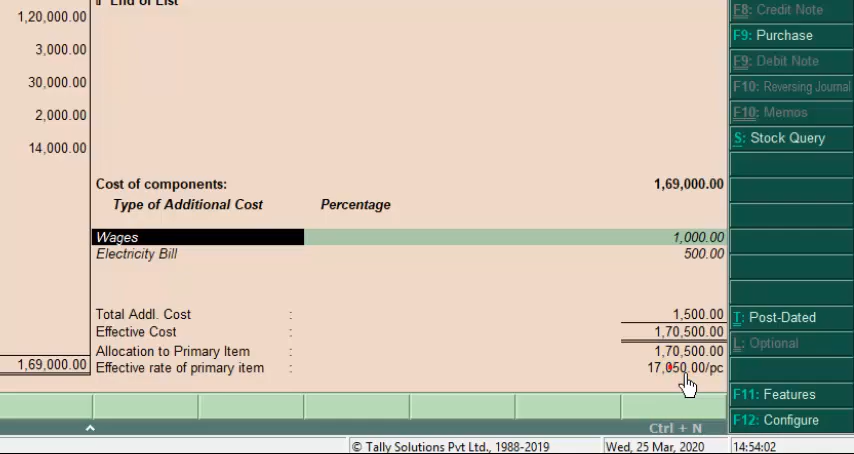 End of List
1,20,000.00
3,000.00
30,000.00
2,000.00
14,000.00
Cost of components: 1,69,000.00
Type of Additional Cost Percentage
Wages 1,000.00
Electricity Bill 500.00
Total Addl. Cost : 1,500.00
Effective Cost : 1,70,500.00
Allocation to Primary Item : 1,70,500.00
1,69,000.00 Effective rate of primary item : 17,050.00/pc
F8: Credit Note
F9: Purchase
F9: Debit Note
F10: Reversing Journal
F10: Memos
S: Stock Query
T: Post-Dated
L: Optional
F11: Features
F12: Configure
Ctrl + N
© Tally Solutions Pvt Ltd., 1988-2019 Wed, 25 Mar, 2020 14:54:02